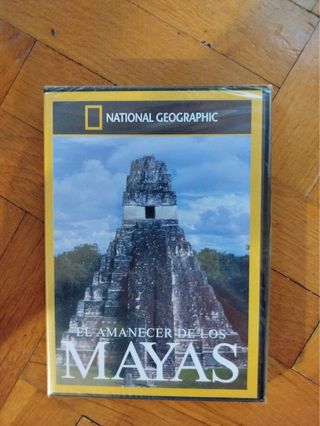 NATIONAL GEOGRAPHIC
EL AMANECER DE LOS
MAYAS